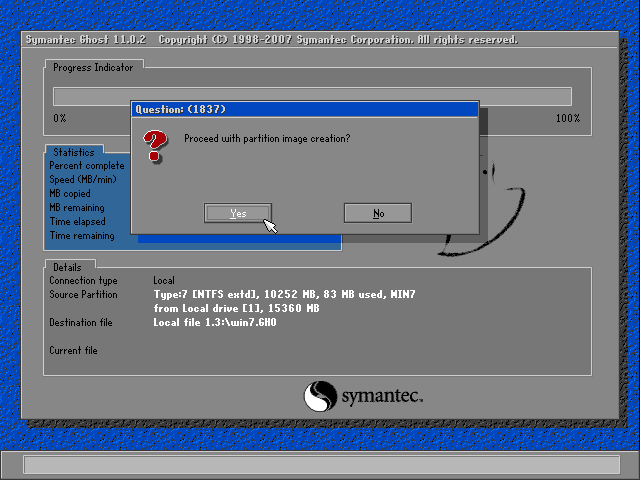 Symantec Ghost 11.0.2 Copyright (C) 1998-2007 Symantec Corporation. All rights reserved.
Progress Indicator
0% 100%
Question: (1837)
Proceed with partition image creation?
Yes No
Statistics
Percent complete
Speed (MB/min)
MB copied
MB remaining
Time elapsed
Time remaining
Details
Connection type Local
Source Partition Type:7 [NTFS extd], 10252 MB, 83 MB used, WIN7
from Local drive [1], 15360 MB
Destination file Local file 1.3:\win7.GHO
Current file
symantec.